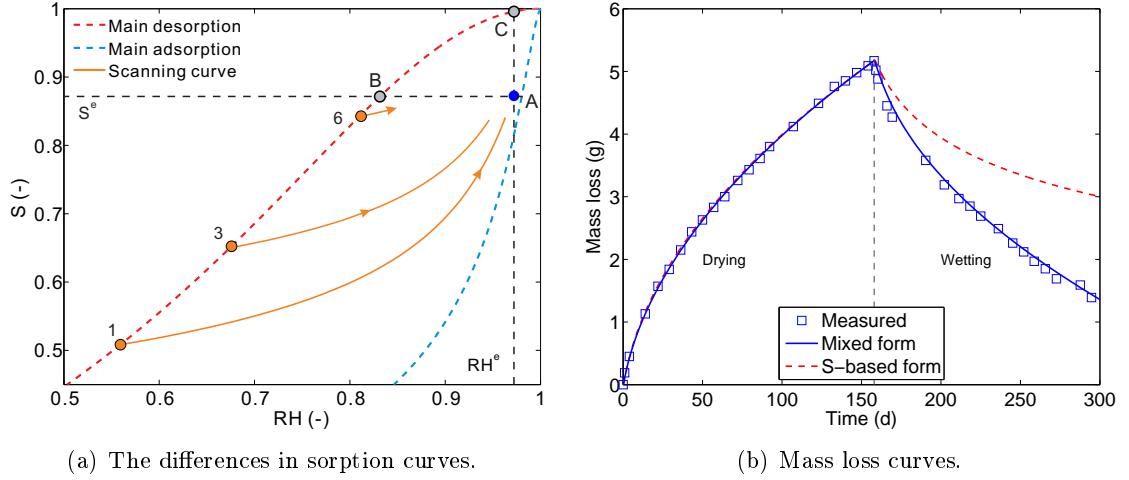 1
0.9
0.8
0.7
0.6
0.5
S (-)
0.5
0.6
0.7
0.8
0.9
1
RH (-)
Main desorption
Main adsorption
Scanning curve
C
B
A
S^e
6
3
1
RH^e
(a) The differences in sorption curves.
6
5
4
3
2
1
0
Mass loss (g)
0
50
100
150
200
250
300
Time (d)
Drying
Wetting
Measured
Mixed form
S−based form
(b) Mass loss curves.